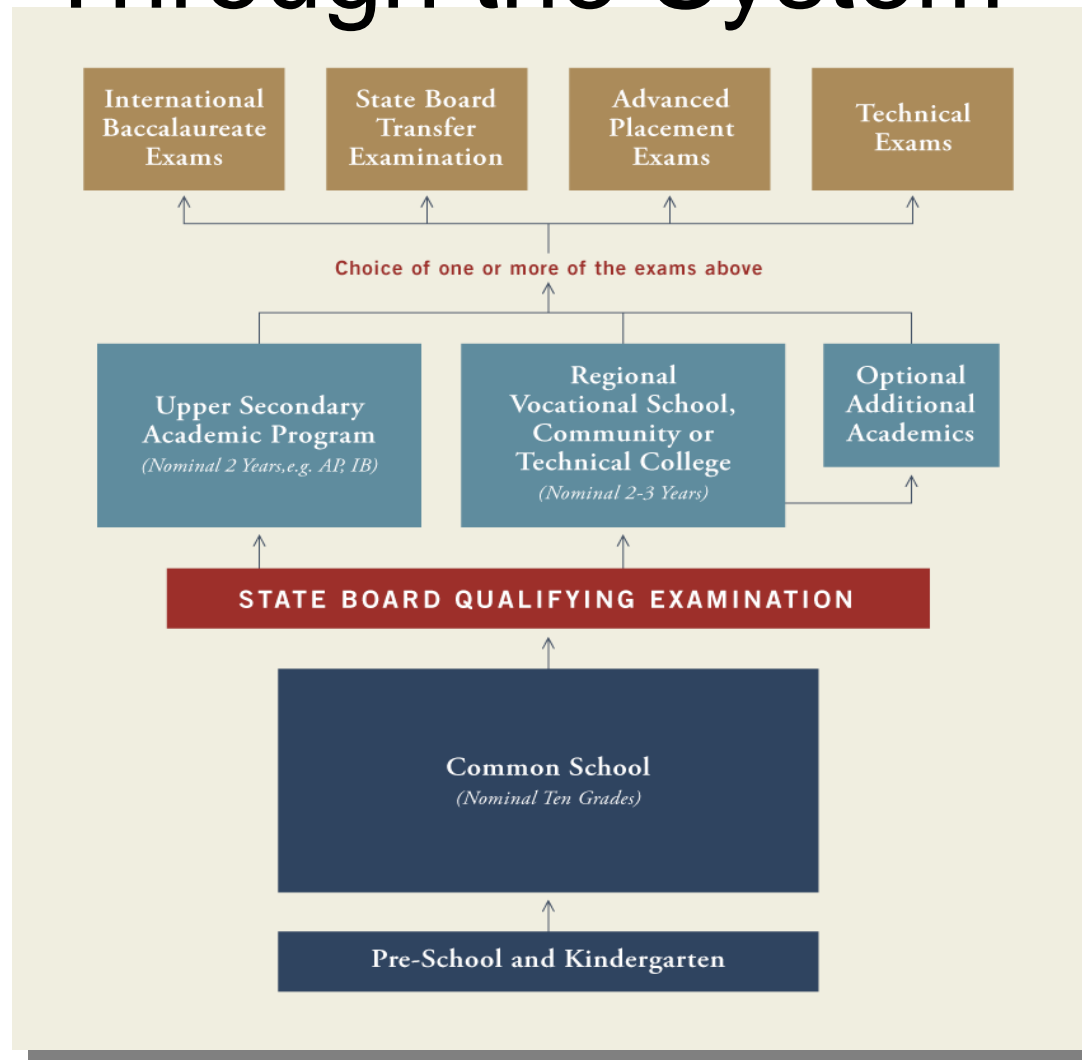 Through the System
International
Baccalaureate
Exams
State Board
Transfer
Examination
Advanced
Placement
Exams
Technical
Exams
Choice of one or more of the exams above
Upper Secondary
Academic Program
(Nominal 2 Years,e.g. AP, IB)
Regional
Vocational School,
Community or
Technical College
(Nominal 2-3 Years)
Optional
Additional
Academics
STATE BOARD QUALIFYING EXAMINATION
Common School
(Nominal Ten Grades)
Pre-School and Kindergarten